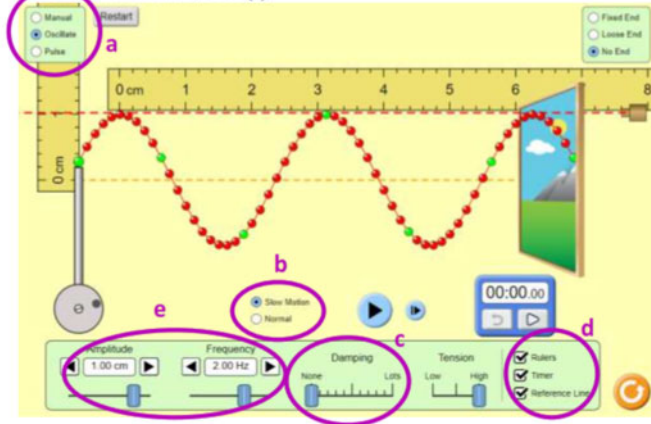 Manual
Oscillate
Pulse
a
Restart
Fixed End
Loose End
No End
0 cm 1 2 3 4 5 6 8
1
0 cm
b
Slow Motion
Normal
00:00.00
e
c
d
Amplitude
1.00 cm
Frequency
2.00 Hz
Damping
None Lots
Tension
Low High
Rulers
Timer
Reference Line